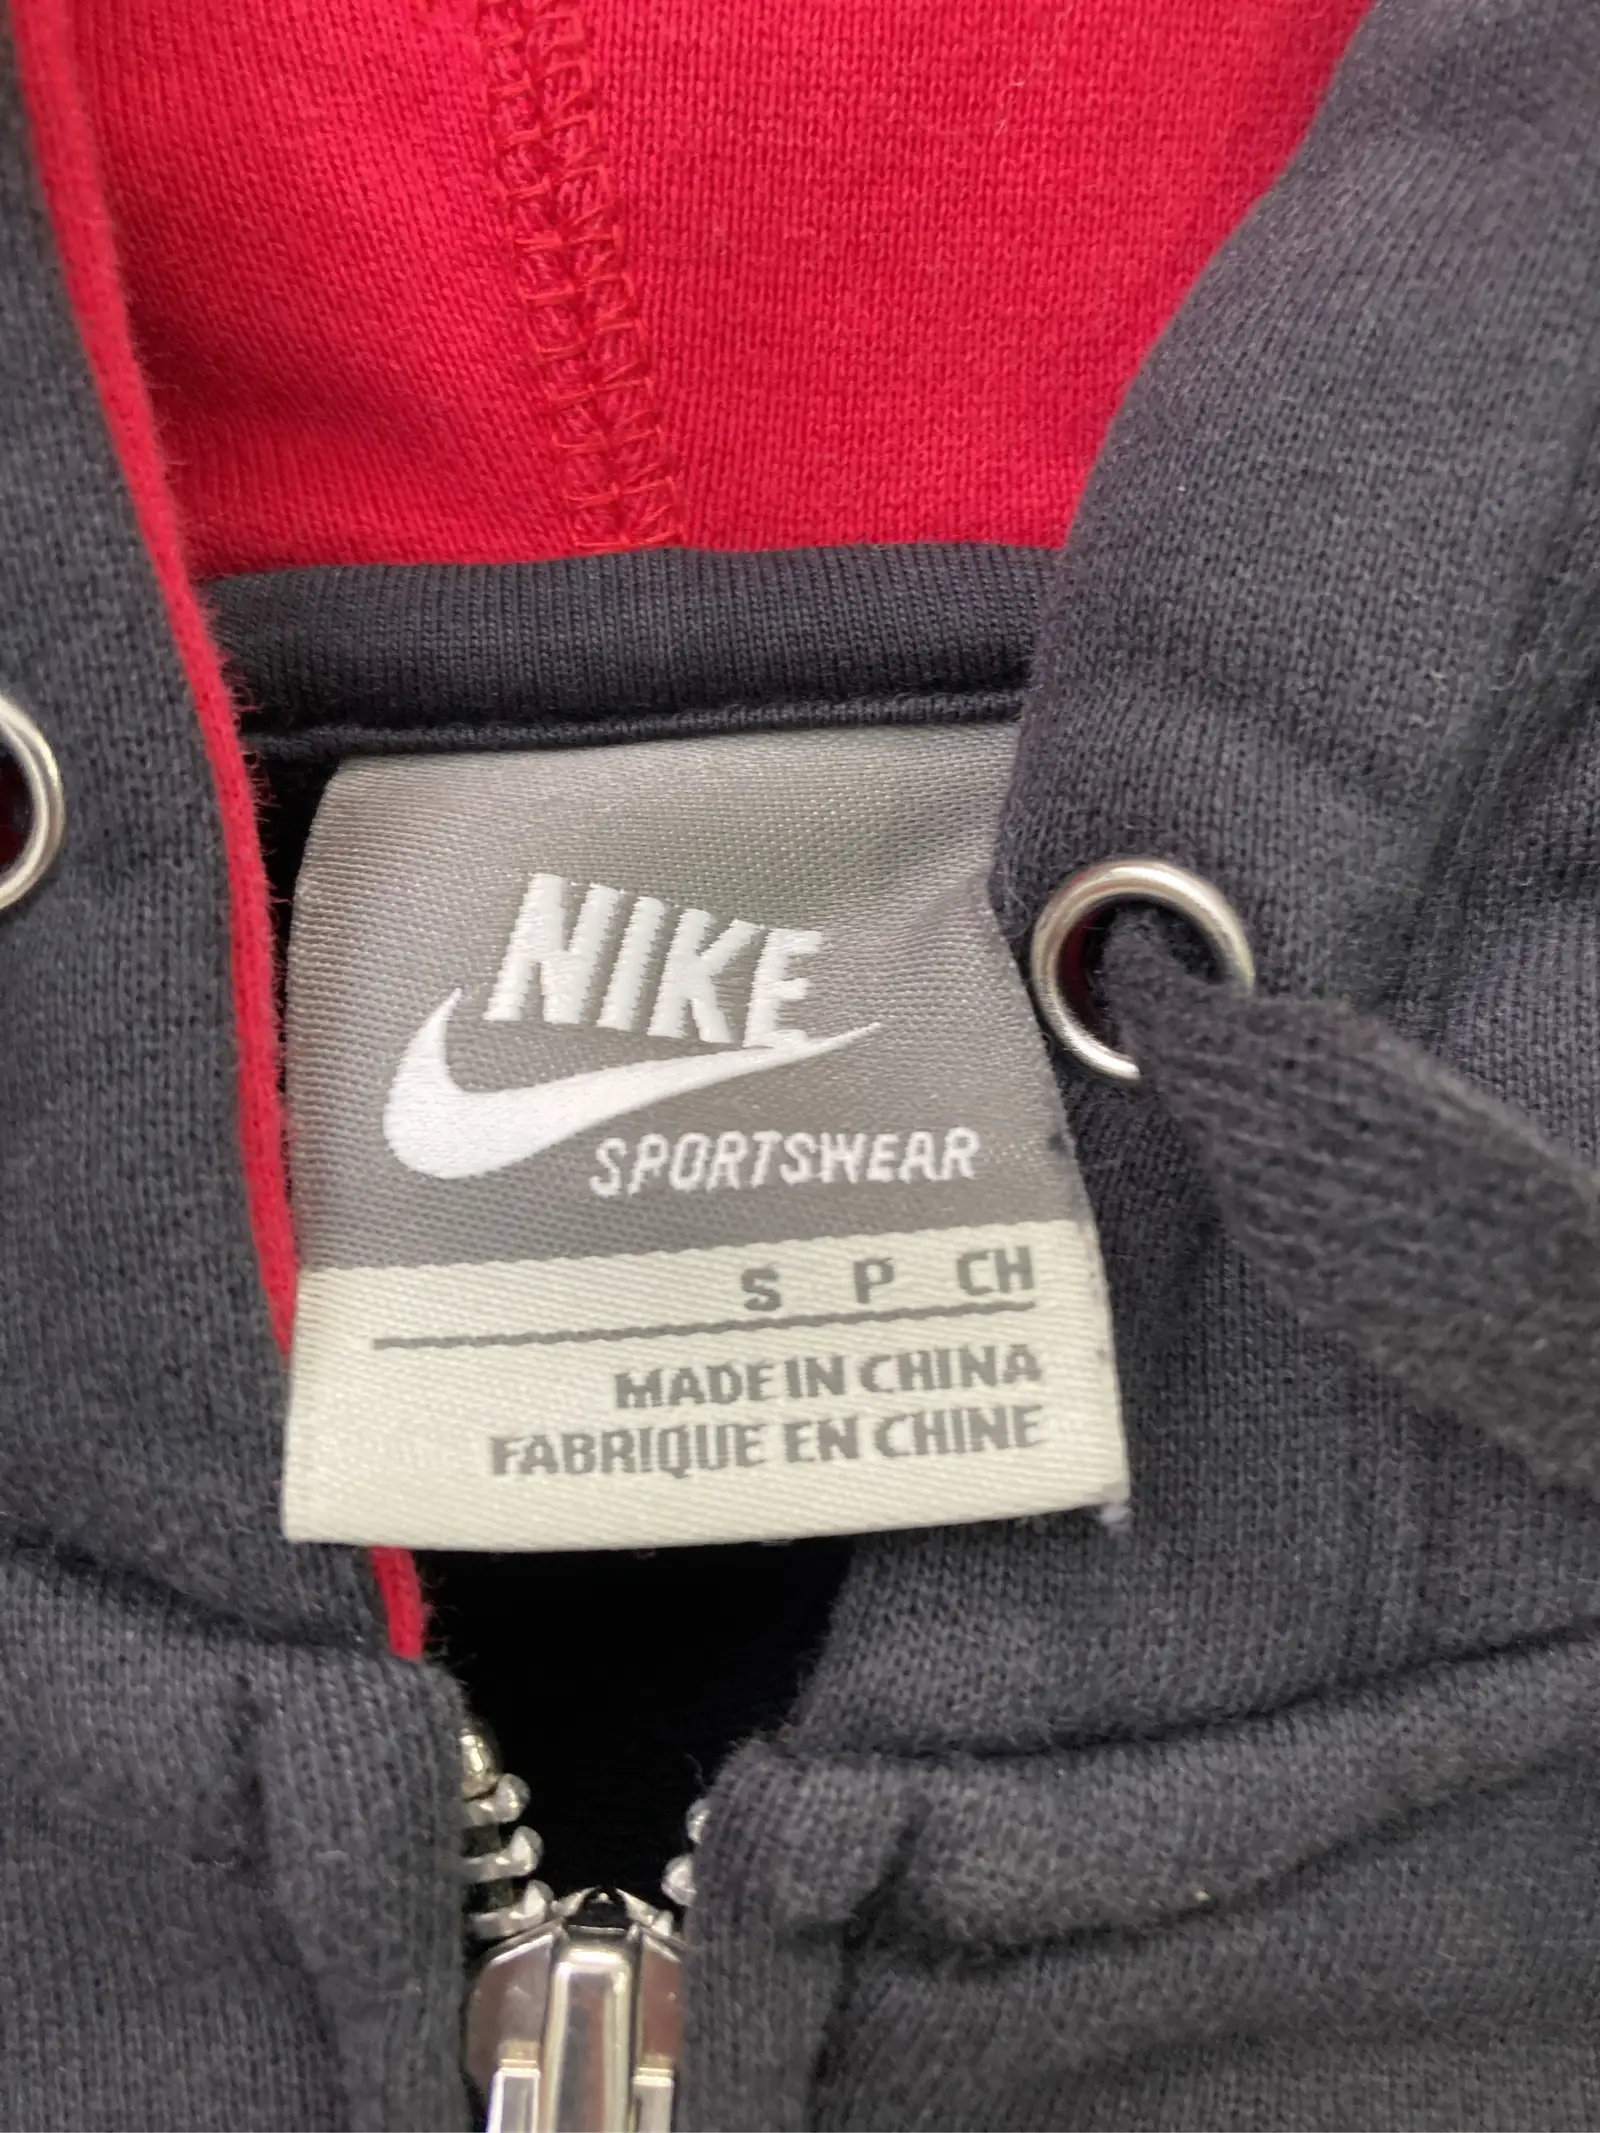 NIKE
SPORTSWEAR
S P CH
MADE IN CHINA
FABRIQUE EN CHINE